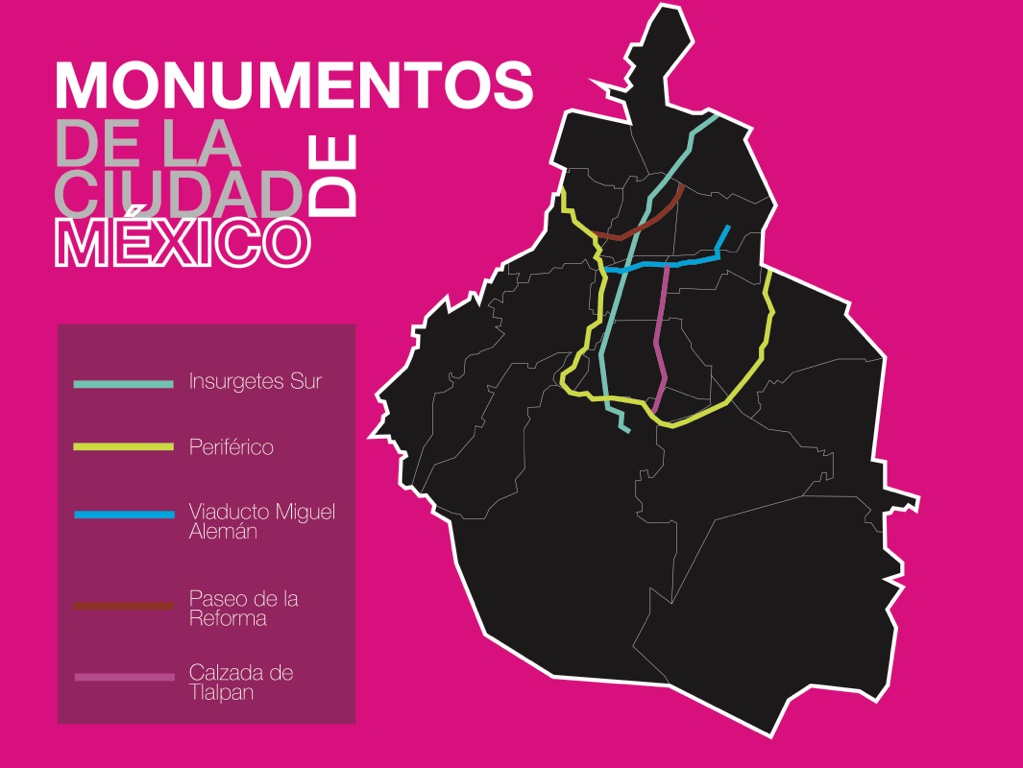 MONUMENTOS
DE LA
CIUDAD DE
MÉXICO
Insurgetes Sur
Periférico
Viaducto Miguel
Alemán
Paseo de la
Reforma
Calzada de
Tlalpan